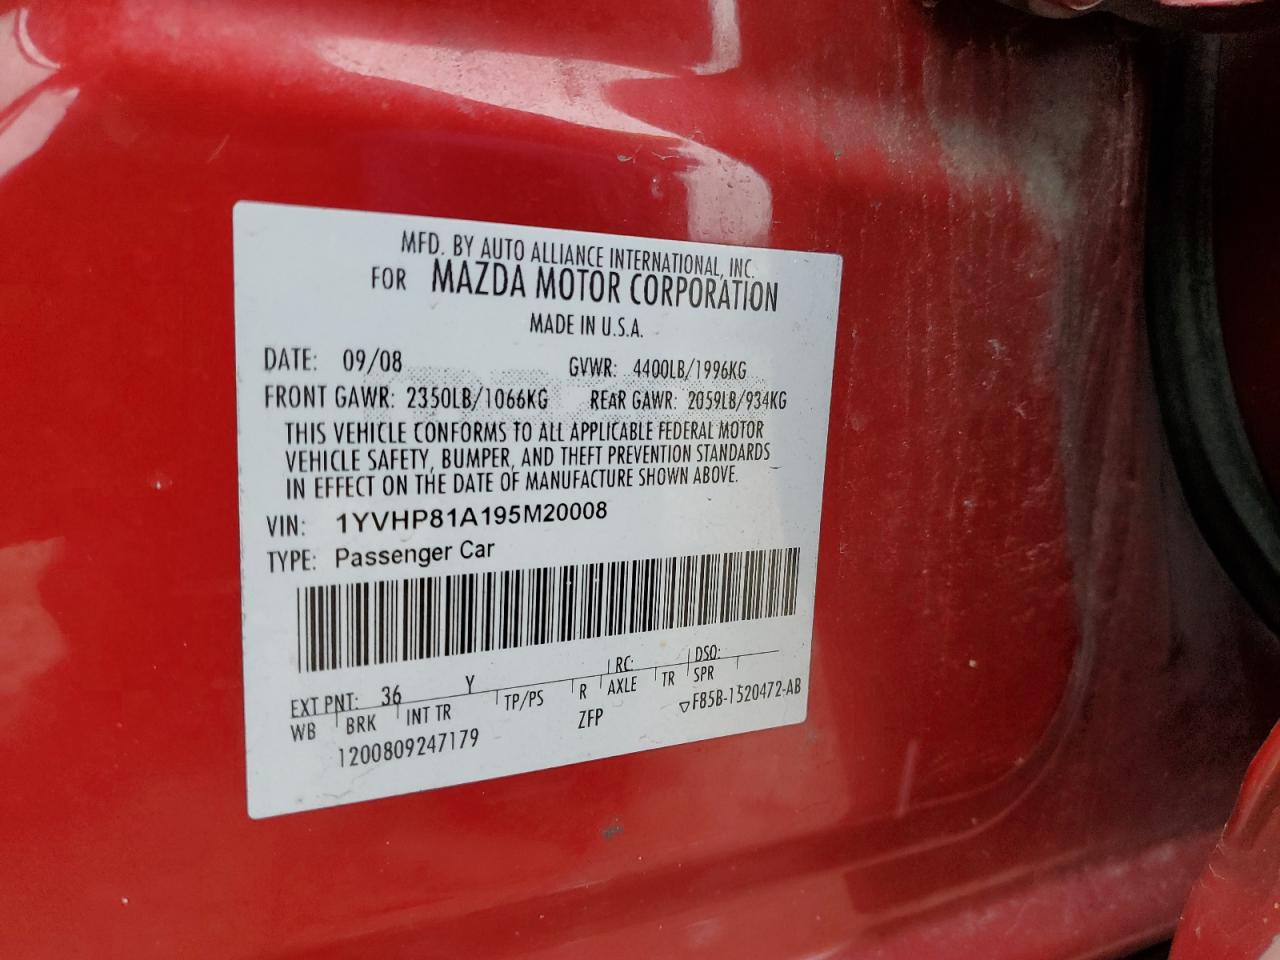 MFD. BY AUTO ALLIANCE INTERNATIONAL, INC.
FOR MAZDA MOTOR CORPORATION
MADE IN U.S.A.
DATE: 09/08 GVWR: 4400LB/1996KG
FRONT GAWR: 2350LB/1066KG REAR GAWR: 2059LB/934KG
THIS VEHICLE CONFORMS TO ALL APPLICABLE FEDERAL MOTOR
VEHICLE SAFETY, BUMPER, AND THEFT PREVENTION STANDARDS
IN EFFECT ON THE DATE OF MANUFACTURE SHOWN ABOVE.
VIN: 1YVHP81A195M20008
TYPE: Passenger Car
EXT PNT: 36 Y RC: DSO:
WB BRK INT TR TP/PS R AXLE TR SPR
1200809247179 ZFP ▽F85B-1520472-AB